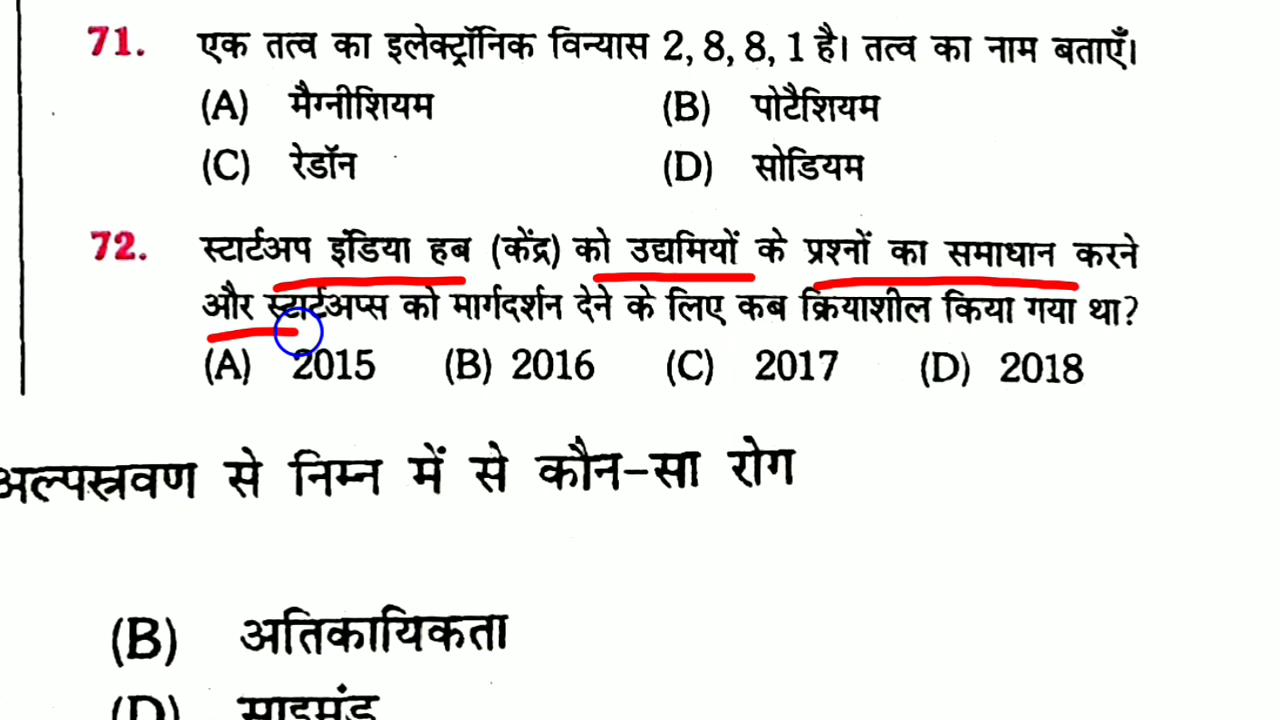 71. एक तत्व का इलेक्ट्रॉनिक विन्यास 2, 8, 8, 1 है। तत्व का नाम बताएँ।
(A) मैग्नीशियम (B) पोटैशियम
(C) रेडॉन (D) सोडियम
72. स्टार्टअप इंडिया हब (केंद्र) को उद्यमियों के प्रश्नों का समाधान करने
और स्टार्टअप्स को मार्गदर्शन देने के लिए कब क्रियाशील किया गया था?
(A) 2015 (B) 2016 (C) 2017 (D) 2018
अल्पस्रवण से निम्न में से कौन-सा रोग
(B) अतिकायिकता
(D)